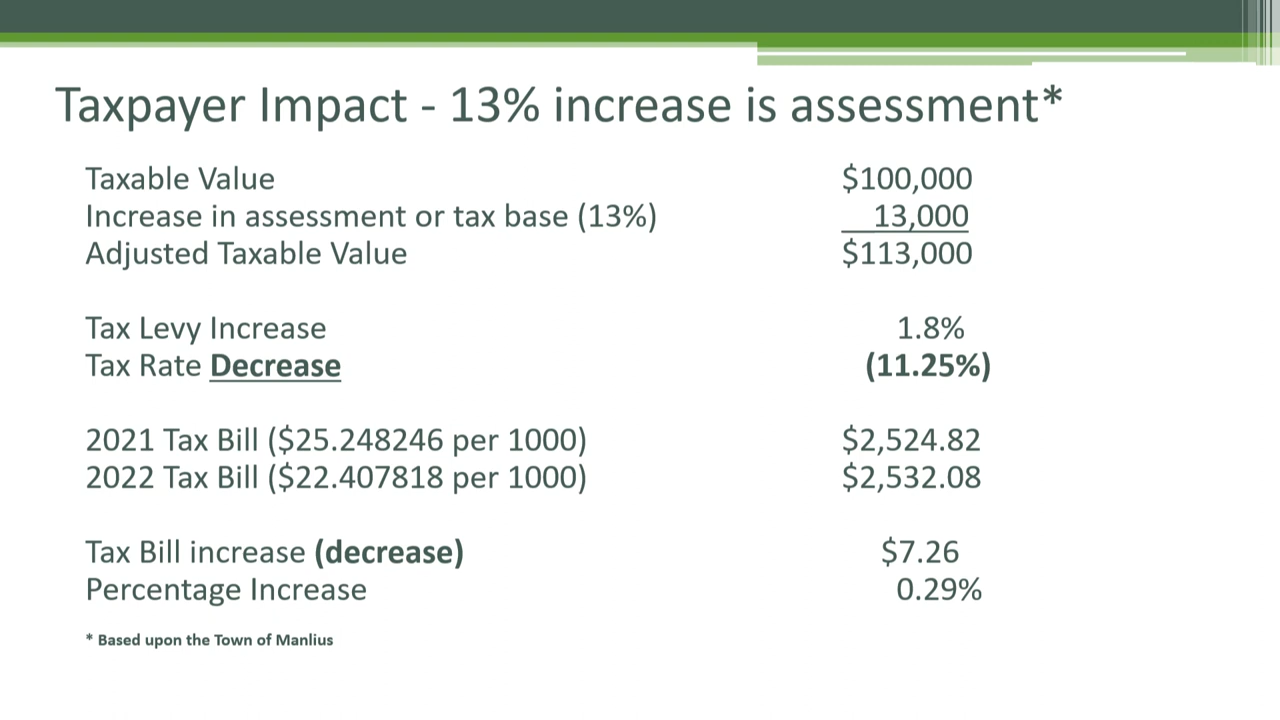 Taxpayer Impact - 13% increase is assessment*
Taxable Value $100,000
Increase in assessment or tax base (13%) 13,000
Adjusted Taxable Value $113,000
Tax Levy Increase 1.8%
Tax Rate Decrease (11.25%)
2021 Tax Bill ($25.248246 per 1000) $2,524.82
2022 Tax Bill ($22.407818 per 1000) $2,532.08
Tax Bill increase (decrease) $7.26
Percentage Increase 0.29%
* Based upon the Town of Manlius